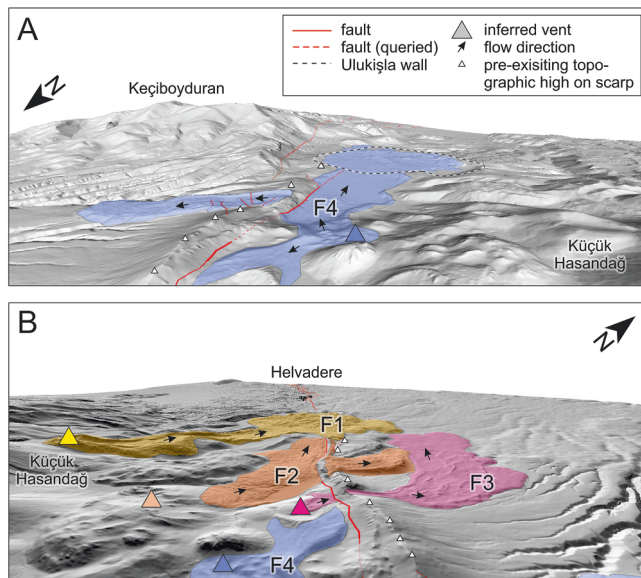 A
fault
fault (queried)
Ulukişla wall
inferred vent
flow direction
pre-exisiting topo-
graphic high on scarp
N
Keçiboyduran
F4
Küçük
Hasandağ
B
N
Helvadere
F1
Küçük
Hasandağ
F2
F3
F4